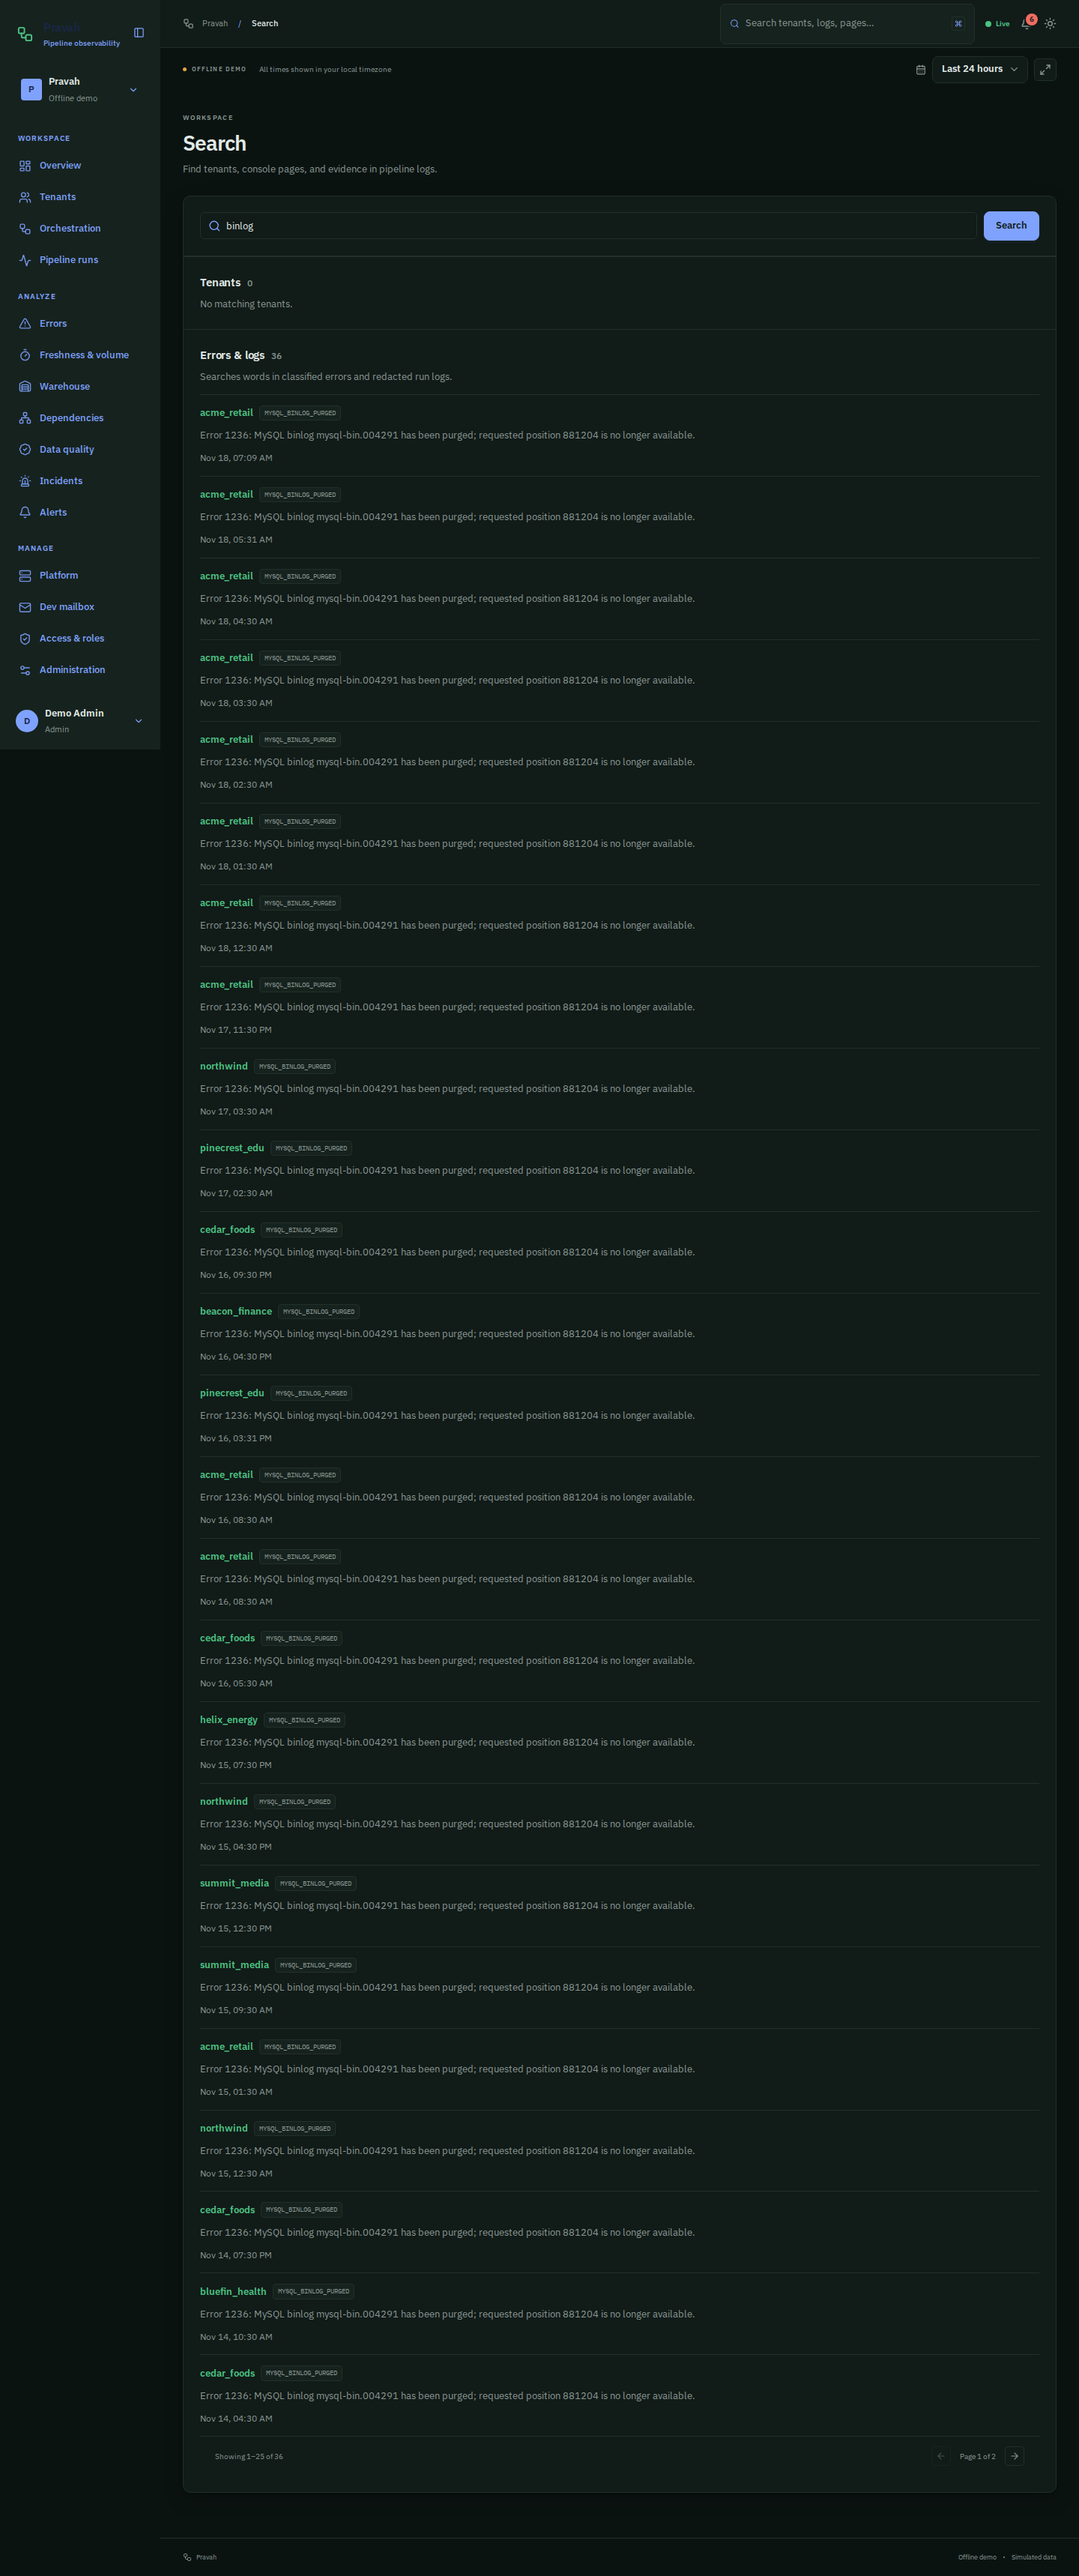 Pravah
Pipeline observability
P
Pravah
Offline demo
WORKSPACE
Overview
Tenants
Orchestration
Pipeline runs
ANALYZE
Errors
Freshness & volume
Warehouse
Dependencies
Data quality
Incidents
Alerts
MANAGE
Platform
Dev mailbox
Access & roles
Administration
D
Demo Admin
Admin
Pravah / Search
Search tenants, logs, pages...
⌘
Live
6
OFFLINE DEMO All times shown in your local timezone
Last 24 hours
WORKSPACE
Search
Find tenants, console pages, and evidence in pipeline logs.
binlog
Search
Tenants 0
No matching tenants.
Errors & logs 36
Searches words in classified errors and redacted run logs.
acme_retail MYSQL_BINLOG_PURGED
Error 1236: MySQL binlog mysql-bin.004291 has been purged; requested position 881204 is no longer available.
Nov 18, 07:09 AM
acme_retail MYSQL_BINLOG_PURGED
Error 1236: MySQL binlog mysql-bin.004291 has been purged; requested position 881204 is no longer available.
Nov 18, 05:31 AM
acme_retail MYSQL_BINLOG_PURGED
Error 1236: MySQL binlog mysql-bin.004291 has been purged; requested position 881204 is no longer available.
Nov 18, 04:30 AM
acme_retail MYSQL_BINLOG_PURGED
Error 1236: MySQL binlog mysql-bin.004291 has been purged; requested position 881204 is no longer available.
Nov 18, 03:30 AM
acme_retail MYSQL_BINLOG_PURGED
Error 1236: MySQL binlog mysql-bin.004291 has been purged; requested position 881204 is no longer available.
Nov 18, 02:30 AM
acme_retail MYSQL_BINLOG_PURGED
Error 1236: MySQL binlog mysql-bin.004291 has been purged; requested position 881204 is no longer available.
Nov 18, 01:30 AM
acme_retail MYSQL_BINLOG_PURGED
Error 1236: MySQL binlog mysql-bin.004291 has been purged; requested position 881204 is no longer available.
Nov 18, 12:30 AM
acme_retail MYSQL_BINLOG_PURGED
Error 1236: MySQL binlog mysql-bin.004291 has been purged; requested position 881204 is no longer available.
Nov 17, 11:30 PM
northwind MYSQL_BINLOG_PURGED
Error 1236: MySQL binlog mysql-bin.004291 has been purged; requested position 881204 is no longer available.
Nov 17, 03:30 AM
pinecrest_edu MYSQL_BINLOG_PURGED
Error 1236: MySQL binlog mysql-bin.004291 has been purged; requested position 881204 is no longer available.
Nov 17, 02:30 AM
cedar_foods MYSQL_BINLOG_PURGED
Error 1236: MySQL binlog mysql-bin.004291 has been purged; requested position 881204 is no longer available.
Nov 16, 09:30 PM
beacon_finance MYSQL_BINLOG_PURGED
Error 1236: MySQL binlog mysql-bin.004291 has been purged; requested position 881204 is no longer available.
Nov 16, 04:30 PM
pinecrest_edu MYSQL_BINLOG_PURGED
Error 1236: MySQL binlog mysql-bin.004291 has been purged; requested position 881204 is no longer available.
Nov 16, 03:31 PM
acme_retail MYSQL_BINLOG_PURGED
Error 1236: MySQL binlog mysql-bin.004291 has been purged; requested position 881204 is no longer available.
Nov 16, 08:30 AM
acme_retail MYSQL_BINLOG_PURGED
Error 1236: MySQL binlog mysql-bin.004291 has been purged; requested position 881204 is no longer available.
Nov 16, 08:30 AM
cedar_foods MYSQL_BINLOG_PURGED
Error 1236: MySQL binlog mysql-bin.004291 has been purged; requested position 881204 is no longer available.
Nov 16, 05:30 AM
helix_energy MYSQL_BINLOG_PURGED
Error 1236: MySQL binlog mysql-bin.004291 has been purged; requested position 881204 is no longer available.
Nov 15, 07:30 PM
northwind MYSQL_BINLOG_PURGED
Error 1236: MySQL binlog mysql-bin.004291 has been purged; requested position 881204 is no longer available.
Nov 15, 04:30 PM
summit_media MYSQL_BINLOG_PURGED
Error 1236: MySQL binlog mysql-bin.004291 has been purged; requested position 881204 is no longer available.
Nov 15, 12:30 PM
summit_media MYSQL_BINLOG_PURGED
Error 1236: MySQL binlog mysql-bin.004291 has been purged; requested position 881204 is no longer available.
Nov 15, 09:30 AM
acme_retail MYSQL_BINLOG_PURGED
Error 1236: MySQL binlog mysql-bin.004291 has been purged; requested position 881204 is no longer available.
Nov 15, 01:30 AM
northwind MYSQL_BINLOG_PURGED
Error 1236: MySQL binlog mysql-bin.004291 has been purged; requested position 881204 is no longer available.
Nov 15, 12:30 AM
cedar_foods MYSQL_BINLOG_PURGED
Error 1236: MySQL binlog mysql-bin.004291 has been purged; requested position 881204 is no longer available.
Nov 14, 07:30 PM
bluefin_health MYSQL_BINLOG_PURGED
Error 1236: MySQL binlog mysql-bin.004291 has been purged; requested position 881204 is no longer available.
Nov 14, 10:30 AM
cedar_foods MYSQL_BINLOG_PURGED
Error 1236: MySQL binlog mysql-bin.004291 has been purged; requested position 881204 is no longer available.
Nov 14, 04:30 AM
Showing 1–25 of 36
Page 1 of 2
Pravah
Offline demo • Simulated data